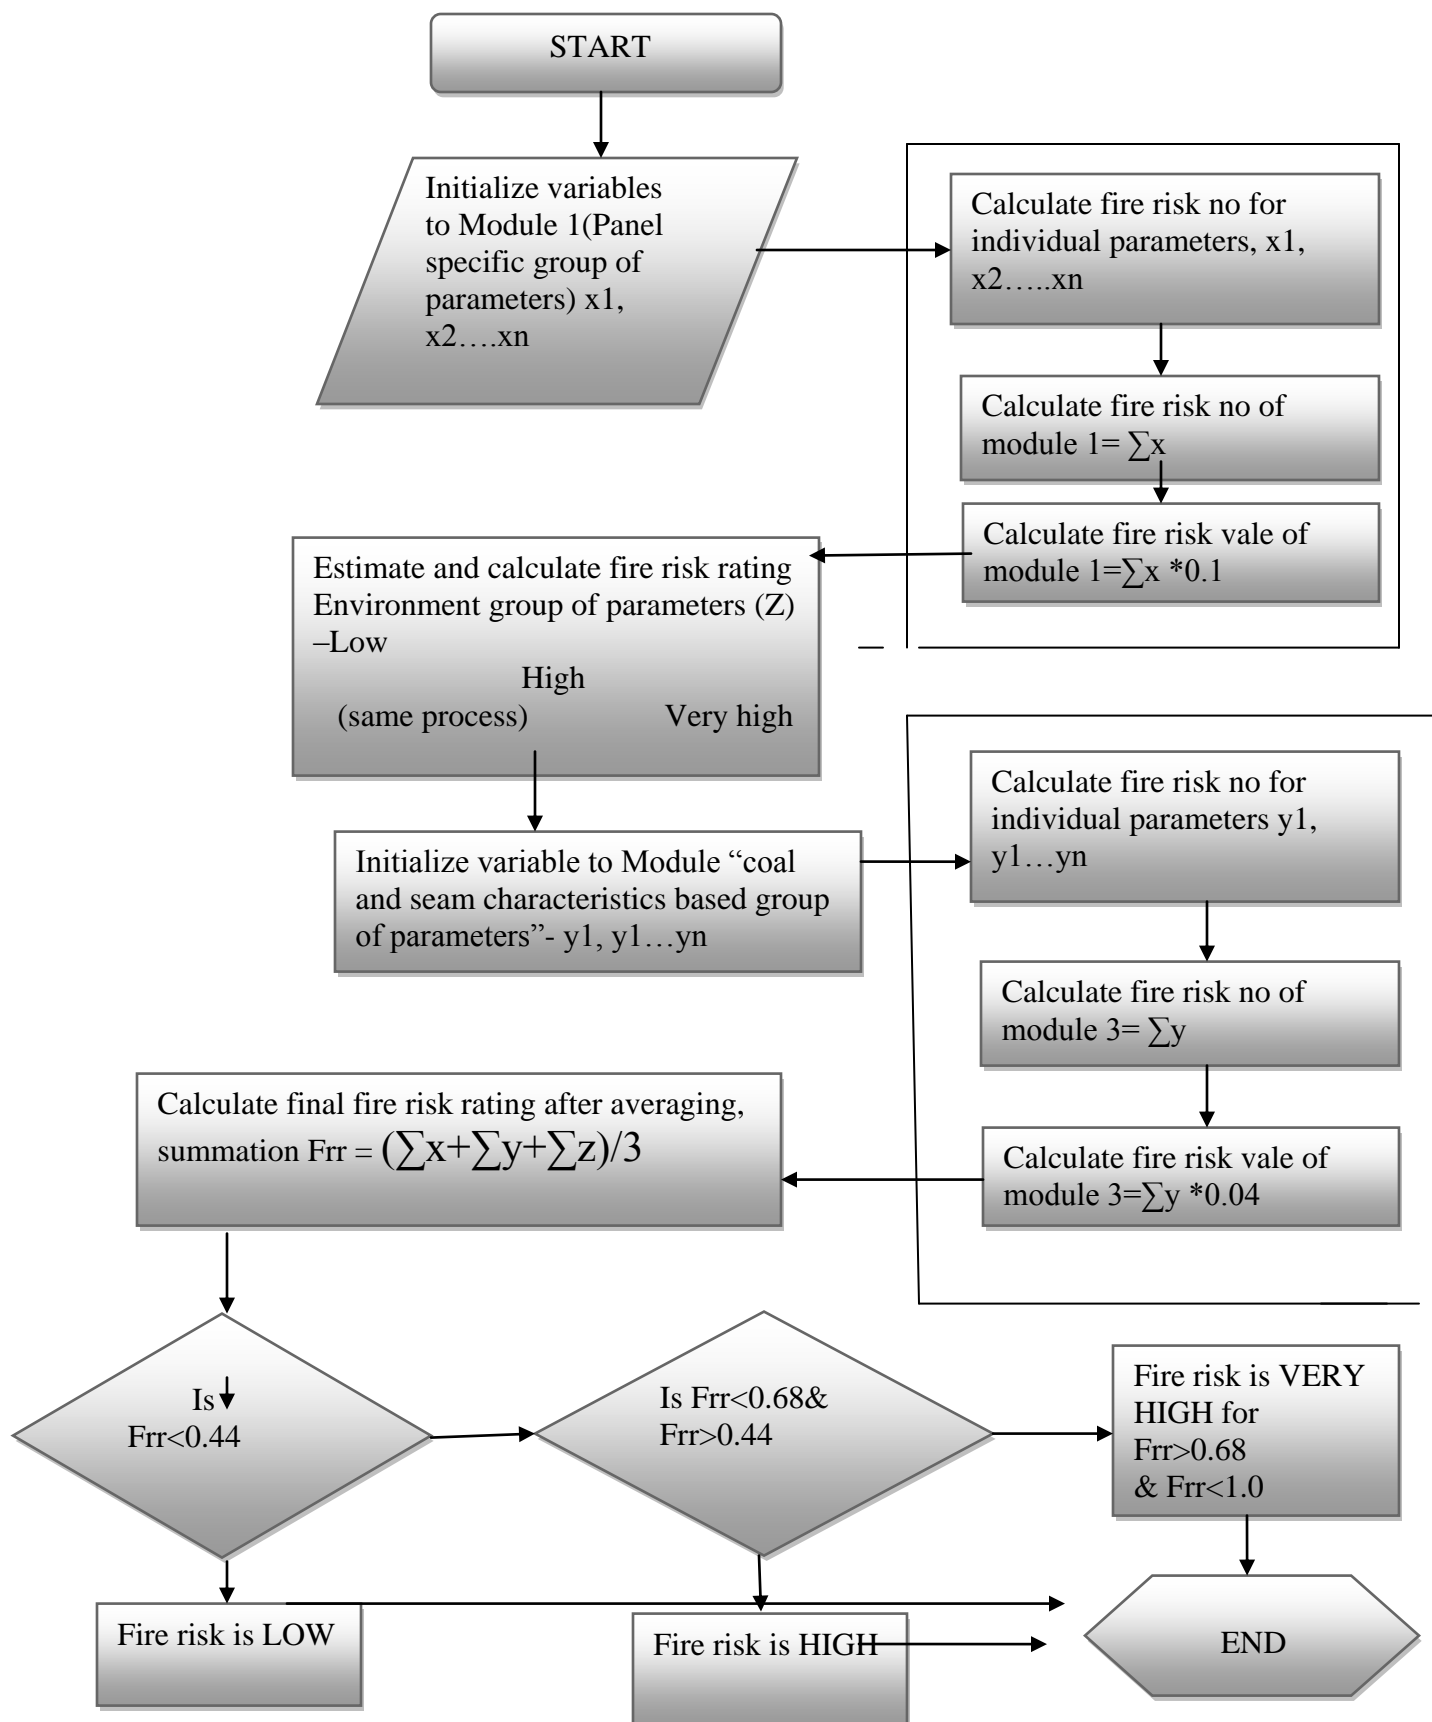 START
Initialize variables
to Module 1(Panel
specific group of
parameters) x1,
x2….xn
Calculate fire risk no for
individual parameters, x1,
x2…..xn
Calculate fire risk no of
module 1= ∑x
Calculate fire risk vale of
module 1=∑x *0.1
Estimate and calculate fire risk rating
Environment group of parameters (Z)
–Low
High
(same process) Very high
Initialize variable to Module “coal
and seam characteristics based group
of parameters”- y1, y1…yn
Calculate fire risk no for
individual parameters y1,
y1…yn
Calculate fire risk no of
module 3= ∑y
Calculate fire risk vale of
module 3=∑y *0.04
Calculate final fire risk rating after averaging,
summation Frr = (∑x+∑y+∑z)/3
Is
Frr<0.44
Is Frr<0.68&
Frr>0.44
Fire risk is VERY
HIGH for
Frr>0.68
& Frr<1.0
Fire risk is LOW
Fire risk is HIGH
END